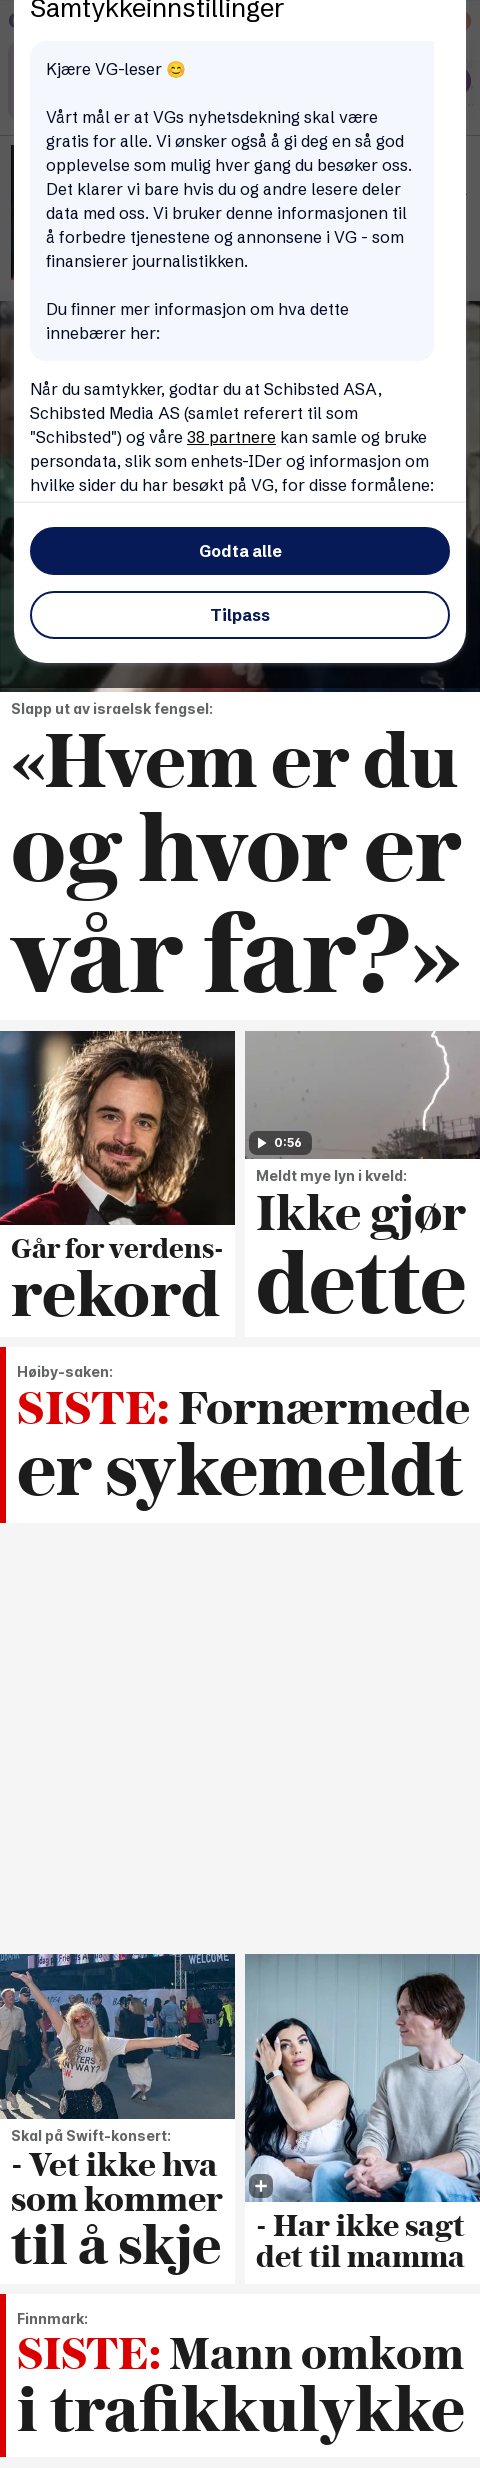 Samtykkeinnstillinger
Kjære VG-leser 😊
Vårt mål er at VGs nyhetsdekning skal være
gratis for alle. Vi ønsker også å gi deg en så god
opplevelse som mulig hver gang du besøker oss.
Det klarer vi bare hvis du og andre lesere deler
data med oss. Vi bruker denne informasjonen til
å forbedre tjenestene og annonsene i VG - som
finansierer journalistikken.
Du finner mer informasjon om hva dette
innebærer her:
Når du samtykker, godtar du at Schibsted ASA,
Schibsted Media AS (samlet referert til som
"Schibsted") og våre 38 partnere kan samle og bruke
persondata, slik som enhets-IDer og informasjon om
hvilke sider du har besøkt på VG, for disse formålene:
Godta alle
Tilpass
Slapp ut av israelsk fengsel:
«Hvem er du
og hvor er
vår far?»
0:56
Går for verdens-
rekord
Meldt mye lyn i kveld:
Ikke gjør
dette
Høiby-saken:
SISTE: Fornærmede
er sykemeldt
WELCOME
Skal på Swift-konsert:
- Vet ikke hva
som kommer
til å skje
- Har ikke sagt
det til mamma
Finnmark:
SISTE: Mann omkom
i trafikkulykke